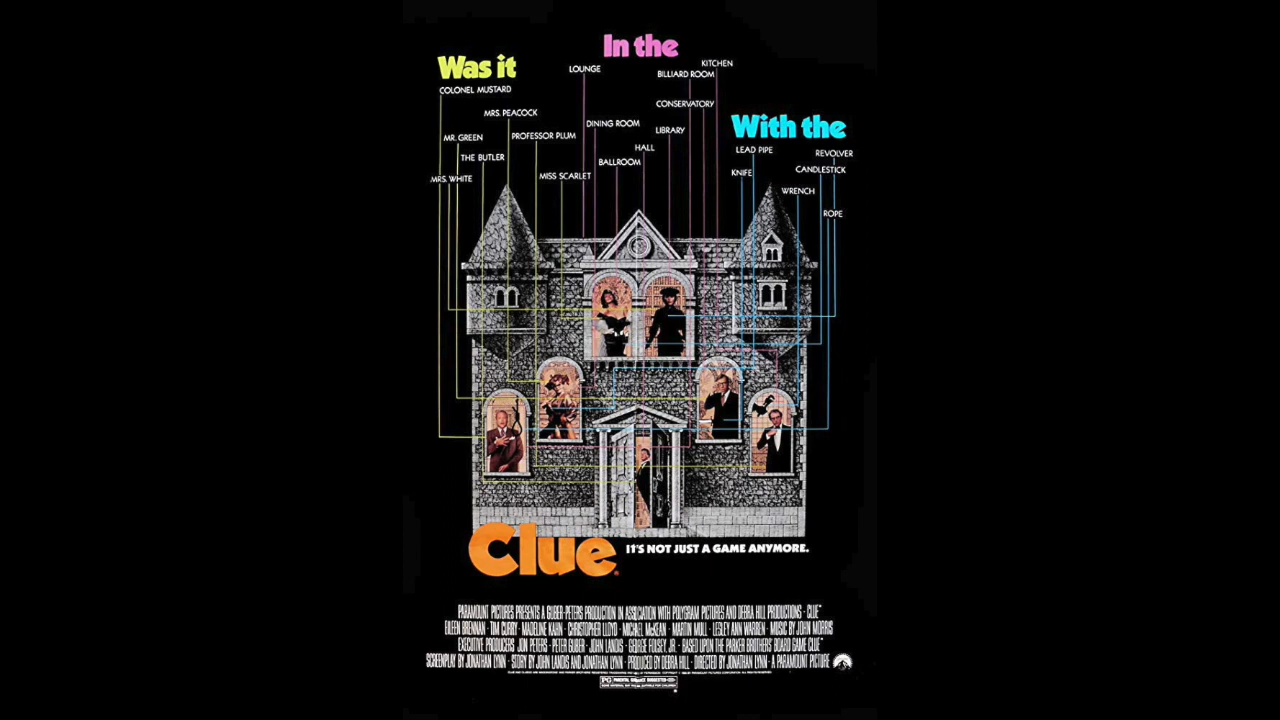 Was it
COLONEL MUSTARD
MRS. PEACOCK
MR. GREEN
PROFESSOR PLUM
THE BUTLER
MRS. WHITE
MISS SCARLET
In the
LOUNGE
KITCHEN
BILLIARD ROOM
CONSERVATORY
DINING ROOM
LIBRARY
HALL
BALLROOM
With the
LEAD PIPE
REVOLVER
KNIFE
CANDLESTICK
WRENCH
ROPE
Clue
IT'S NOT JUST A GAME ANYMORE.
PARAMOUNT PICTURES PRESENTS A GUBER-PETERS PRODUCTION IN ASSOCIATION WITH POLYGRAM PICTURES AND DEBRA HILL PRODUCTIONS · CLUE™
EILEEN BRENNAN · TIM CURRY · MADELINE KAHN · CHRISTOPHER LLOYD · MICHAEL McKEAN · MARTIN MULL · LESLEY ANN WARREN · MUSIC BY JOHN MORRIS
EXECUTIVE PRODUCERS JON PETERS · PETER GUBER · JOHN LANDIS · GEORGE FOLSEY, JR. · BASED UPON THE PARKER BROTHERS' BOARD GAME CLUE™
SCREENPLAY BY JONATHAN LYNN · STORY BY JOHN LANDIS AND JONATHAN LYNN · PRODUCED BY DEBRA HILL · DIRECTED BY JONATHAN LYNN · A PARAMOUNT PICTURE
PG PARENTAL GUIDANCE SUGGESTED